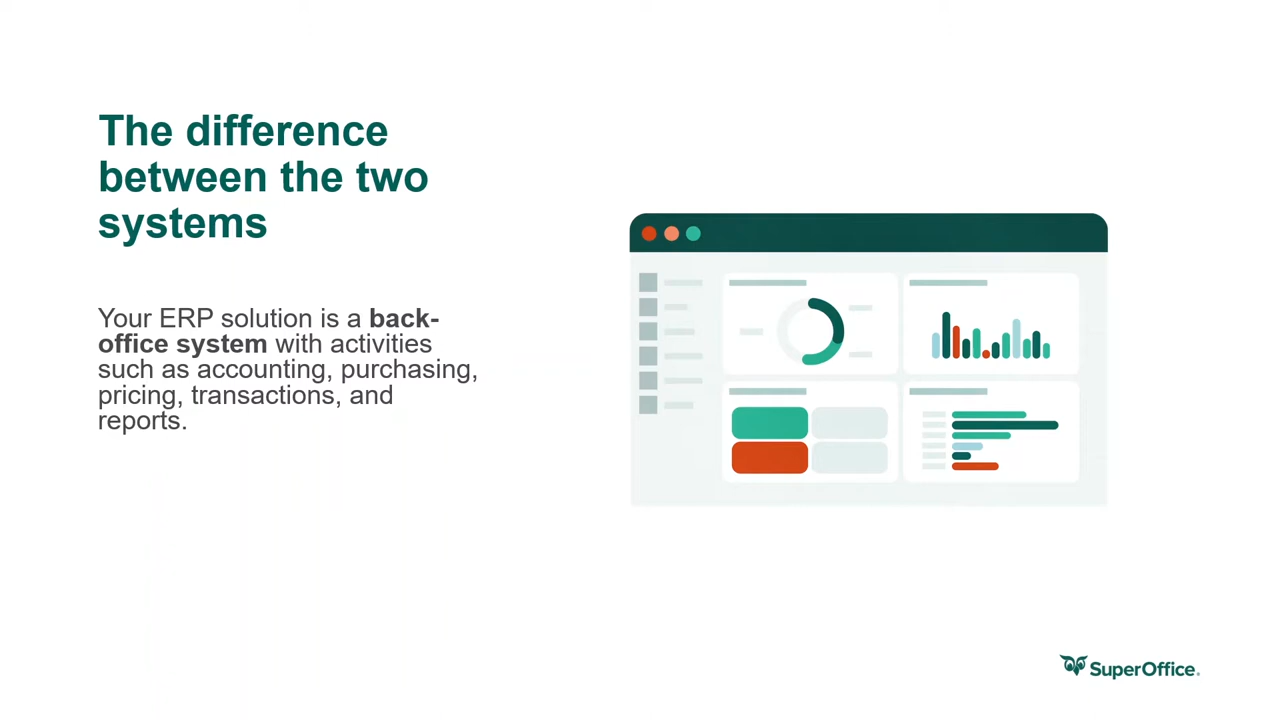 The difference
between the two
systems
Your ERP solution is a back-
office system with activities
such as accounting, purchasing,
pricing, transactions, and
reports.
SuperOffice.